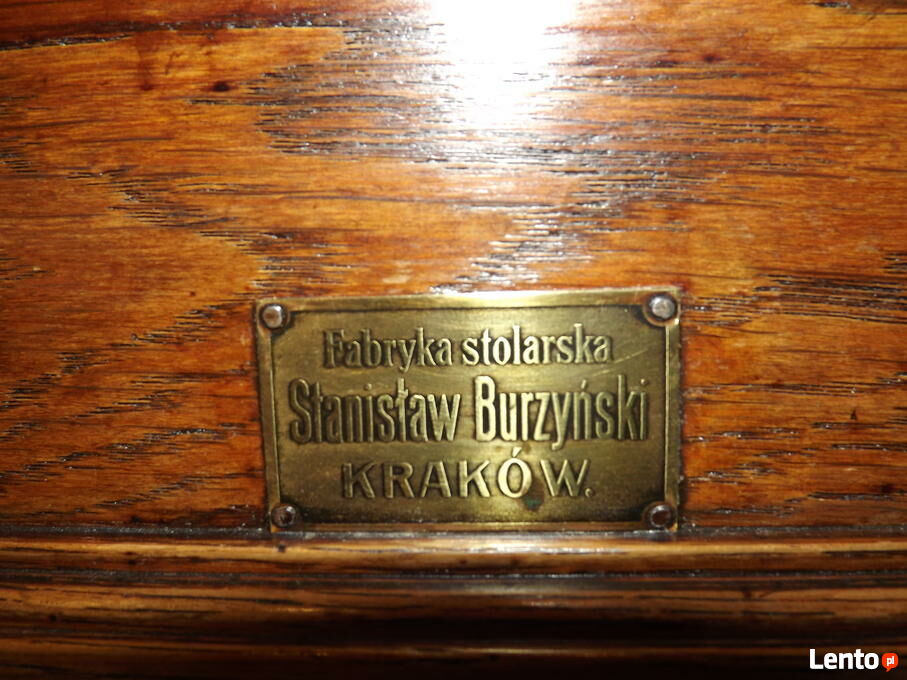 Fabryka stolarska
Stanisław Burzyński
KRAKÓW.
Lento pl